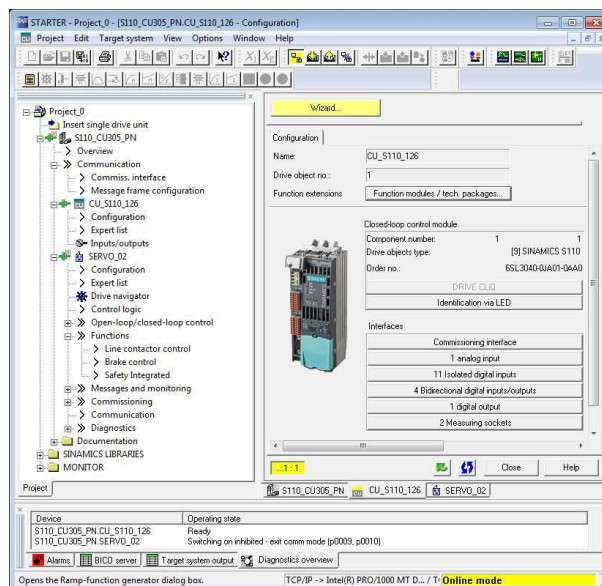 STARTER - Project_0 - [S110_CU305_PN.CU_S110_126 - Configuration]
Project Edit Target system View Options Window Help
Project_0
Insert single drive unit
S110_CU305_PN
Overview
Communication
Commiss. interface
Message frame configuration
CU_S110_126
Configuration
Expert list
Inputs/outputs
SERVO_02
Configuration
Expert list
Drive navigator
Control logic
Open-loop/closed-loop control
Functions
Line contactor control
Brake control
Safety Integrated
Messages and monitoring
Commissioning
Communication
Diagnostics
Documentation
SINAMICS LIBRARIES
MONITOR
Project
Wizard...
Configuration
Name: CU_S110_126
Drive object no.: 1
Function extensions Function modules / tech. packages...
Closed-loop control module
Component number: 1 1
Drive objects type: [9] SINAMICS S110
Order no.: 6SL3040-0JA01-0AA0
DRIVE CLiQ
Identification via LED
Interfaces
Commissioning interface
1 analog input
11 Isolated digital inputs
4 Bidirectional digital inputs/outputs
1 digital output
2 Measuring sockets
...1 : 1 Close Help
S110_CU305_PN CU_S110_126 SERVO_02
Device Operating state
S110_CU305_PN.CU_S110_126 Ready
S110_CU305_PN.SERVO_02 Switching on inhibited - exit comm mode (p0009, p0010)
Alarms BICO server Target system output Diagnostics overview
Opens the Ramp-function generator dialog box. TCP/IP -> Intel(R) PRO/1000 MT D... Online mode